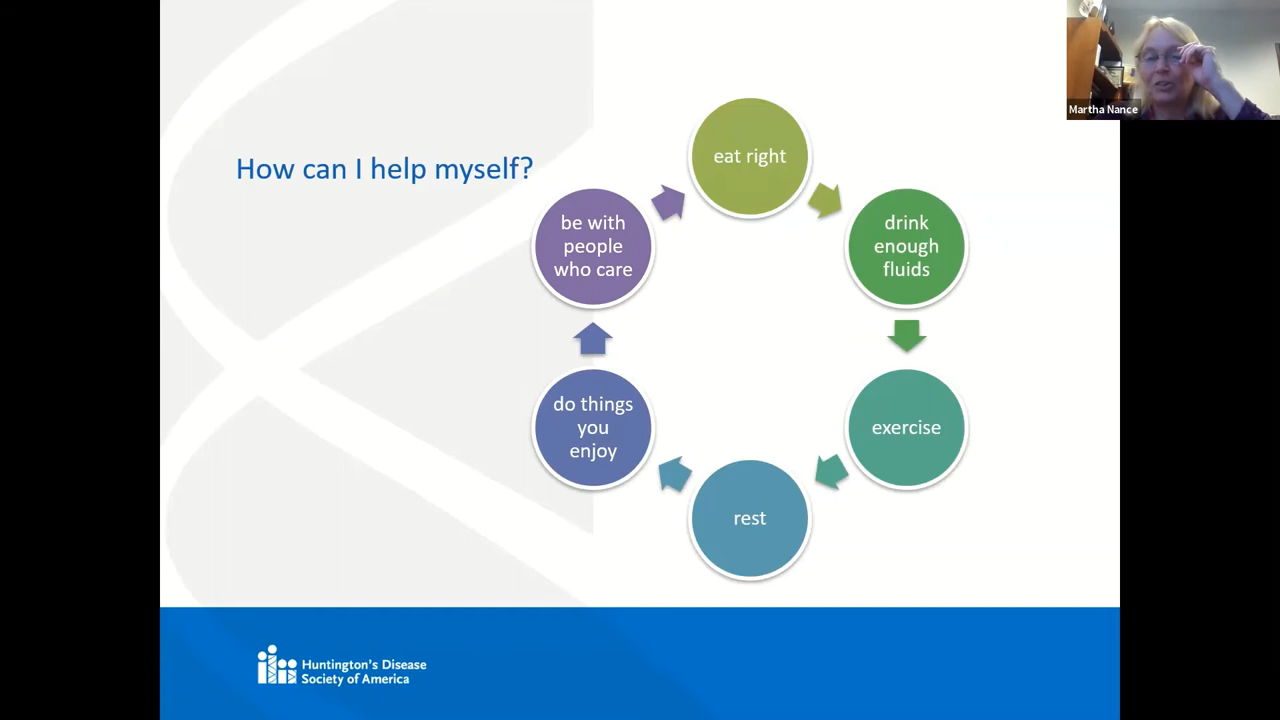 Martha Nance
How can I help myself?
eat right
drink
enough
fluids
exercise
rest
do things
you
enjoy
be with
people
who care
Huntington's Disease
Society of America